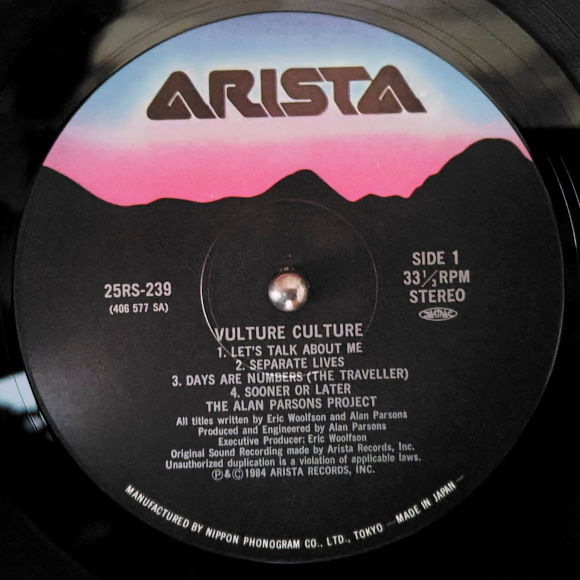 ARISTA
SIDE 1
33 1/3 RPM
STEREO
25RS-239
(406 577 SA)
VULTURE CULTURE
1. LET'S TALK ABOUT ME
2. SEPARATE LIVES
3. DAYS ARE NUMBERS (THE TRAVELLER)
4. SOONER OR LATER
THE ALAN PARSONS PROJECT
All titles written by Eric Woolfson and Alan Parsons
Produced and Engineered by Alan Parsons
Executive Producer: Eric Woolfson
Original Sound Recording made by Arista Records, Inc.
Unauthorized duplication is a violation of applicable laws.
Ⓟ&Ⓒ1984 ARISTA RECORDS, INC.
MANUFACTURED BY NIPPON PHONOGRAM CO., LTD., TOKYO —MADE IN JAPAN—